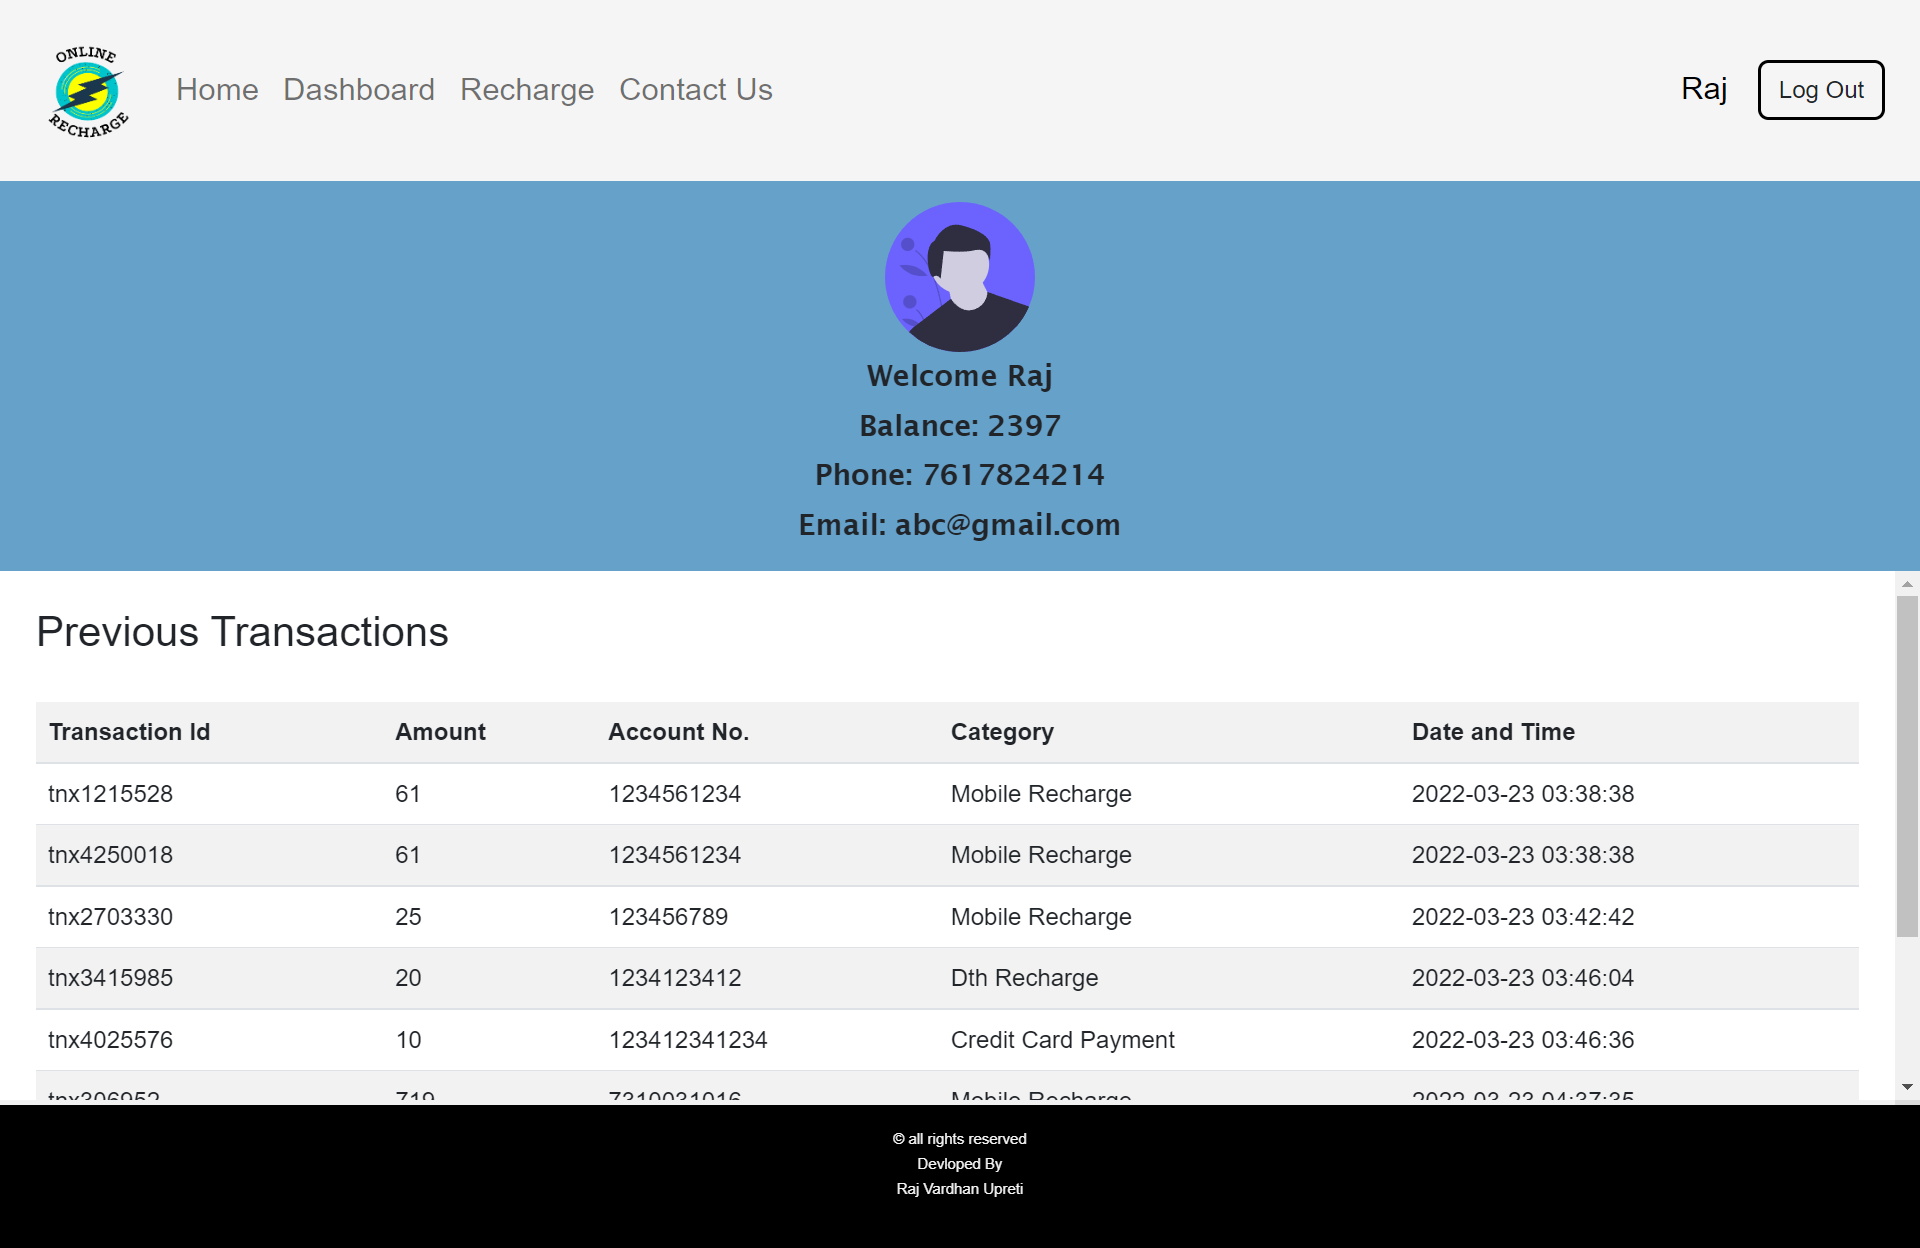 ONLINE
RECHARGE
Home Dashboard Recharge Contact Us Raj Log Out
Welcome Raj
Balance: 2397
Phone: 7617824214
Email: abc@gmail.com
Previous Transactions
Transaction Id Amount Account No. Category Date and Time
tnx1215528 61 1234561234 Mobile Recharge 2022-03-23 03:38:38
tnx4250018 61 1234561234 Mobile Recharge 2022-03-23 03:38:38
tnx2703330 25 123456789 Mobile Recharge 2022-03-23 03:42:42
tnx3415985 20 1234123412 Dth Recharge 2022-03-23 03:46:04
tnx4025576 10 123412341234 Credit Card Payment 2022-03-23 03:46:36
Mobile Recharge
© all rights reserved
Devloped By
Raj Vardhan Upreti